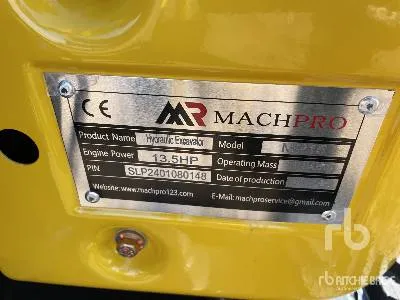 CE MR MACHPRO
Product Name Hydraulic Excavator Model
Engine Power 13.5HP Operating Mass
PIN SLP2401080148 Date of production
Website: www.machpro123.com E-Mail: machproservice@gmail.com
rb
RITCHIE BROS